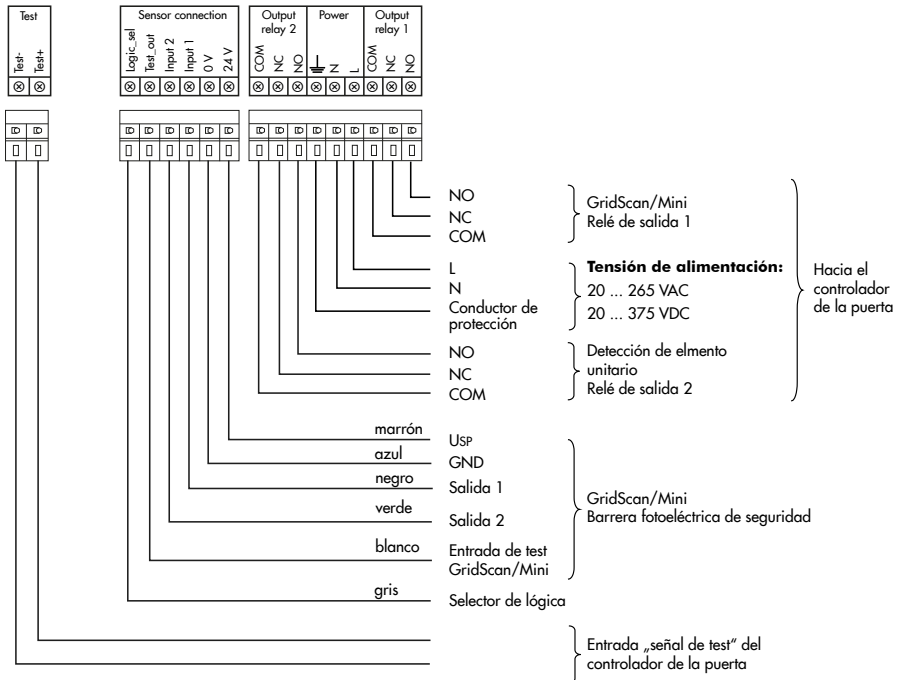 Test
Sensor connection
Output
relay 2
Power
Output
relay 1
Test-
Test+
Logic_sel
Test_out
Input 2
Input 1
0 V
24 V
COM
NC
NO
N
L
COM
NC
NO
NO
NC
COM
GridScan/Mini
Relé de salida 1
L
N
Conductor de
protección
Tensión de alimentación:
20 ... 265 VAC
20 ... 375 VDC
Hacia el
controlador
de la puerta
NO
NC
COM
Detección de elmento
unitario
Relé de salida 2
marrón
USP
azul
GND
negro
Salida 1
verde
Salida 2
blanco
Entrada de test
GridScan/Mini
GridScan/Mini
Barrera fotoeléctrica de seguridad
gris
Selector de lógica
Entrada „señal de test“ del
controlador de la puerta